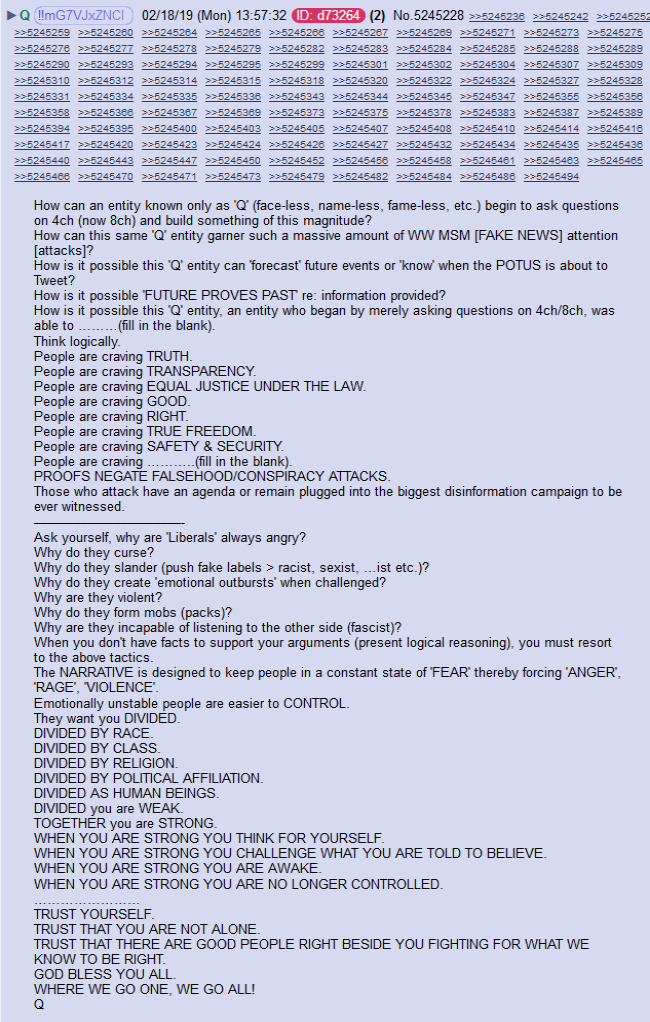 ▶ Q !!mG7VJxZNCI 02/18/19 (Mon) 13:57:32 ID: d73264 (2) No.5245228 >>5245236 >>5245242 >>5245252
>>5245259 >>5245260 >>5245264 >>5245265 >>5245266 >>5245267 >>5245269 >>5245271 >>5245273 >>5245275
>>5245276 >>5245277 >>5245278 >>5245279 >>5245282 >>5245283 >>5245284 >>5245285 >>5245288 >>5245289
>>5245290 >>5245293 >>5245294 >>5245295 >>5245299 >>5245301 >>5245302 >>5245304 >>5245307 >>5245309
>>5245310 >>5245312 >>5245314 >>5245315 >>5245318 >>5245320 >>5245322 >>5245324 >>5245327 >>5245328
>>5245331 >>5245334 >>5245335 >>5245336 >>5245343 >>5245344 >>5245345 >>5245347 >>5245355 >>5245356
>>5245358 >>5245366 >>5245367 >>5245369 >>5245373 >>5245375 >>5245378 >>5245383 >>5245387 >>5245389
>>5245394 >>5245395 >>5245400 >>5245403 >>5245405 >>5245407 >>5245408 >>5245410 >>5245414 >>5245416
>>5245417 >>5245420 >>5245423 >>5245424 >>5245426 >>5245427 >>5245432 >>5245434 >>5245435 >>5245436
>>5245440 >>5245443 >>5245447 >>5245450 >>5245452 >>5245456 >>5245458 >>5245461 >>5245463 >>5245465
>>5245466 >>5245470 >>5245471 >>5245473 >>5245479 >>5245482 >>5245484 >>5245486 >>5245494
How can an entity known only as 'Q' (face-less, name-less, fame-less, etc.) begin to ask questions
on 4ch (now 8ch) and build something of this magnitude?
How can this same 'Q' entity garner such a massive amount of WW MSM [FAKE NEWS] attention
[attacks]?
How is it possible this 'Q' entity can 'forecast' future events or 'know' when the POTUS is about to
Tweet?
How is it possible 'FUTURE PROVES PAST' re: information provided?
How is it possible this 'Q' entity, an entity who began by merely asking questions on 4ch/8ch, was
able to ………(fill in the blank).
Think logically.
People are craving TRUTH.
People are craving TRANSPARENCY.
People are craving EQUAL JUSTICE UNDER THE LAW.
People are craving GOOD.
People are craving RIGHT.
People are craving TRUE FREEDOM.
People are craving SAFETY & SECURITY.
People are craving ………..(fill in the blank).
PROOFS NEGATE FALSEHOOD/CONSPIRACY ATTACKS.
Those who attack have an agenda or remain plugged into the biggest disinformation campaign to be
ever witnessed.
————————————-
Ask yourself, why are 'Liberals' always angry?
Why do they curse?
Why do they slander (push fake labels > racist, sexist, …ist etc.)?
Why do they create 'emotional outbursts' when challenged?
Why are they violent?
Why do they form mobs (packs)?
Why are they incapable of listening to the other side (fascist)?
When you don't have facts to support your arguments (present logical reasoning), you must resort
to the above tactics.
The NARRATIVE is designed to keep people in a constant state of 'FEAR' thereby forcing 'ANGER',
'RAGE', 'VIOLENCE'.
Emotionally unstable people are easier to CONTROL.
They want you DIVIDED.
DIVIDED BY RACE.
DIVIDED BY CLASS.
DIVIDED BY RELIGION.
DIVIDED BY POLITICAL AFFILIATION.
DIVIDED AS HUMAN BEINGS.
DIVIDED you are WEAK.
TOGETHER you are STRONG.
WHEN YOU ARE STRONG YOU THINK FOR YOURSELF.
WHEN YOU ARE STRONG YOU CHALLENGE WHAT YOU ARE TOLD TO BELIEVE.
WHEN YOU ARE STRONG YOU ARE AWAKE.
WHEN YOU ARE STRONG YOU ARE NO LONGER CONTROLLED.
……………………
TRUST YOURSELF.
TRUST THAT YOU ARE NOT ALONE.
TRUST THAT THERE ARE GOOD PEOPLE RIGHT BESIDE YOU FIGHTING FOR WHAT WE
KNOW TO BE RIGHT.
GOD BLESS YOU ALL.
WHERE WE GO ONE, WE GO ALL!
Q